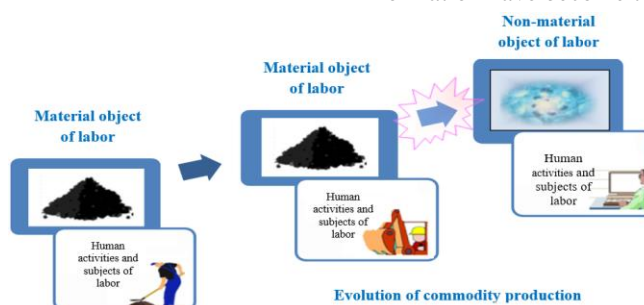 Non-material
object of labor
Material object
of labor
Material object
of labor
Human
activities and
subjects of
labor
Human
activities and
subjects of
labor
Human
activities and
subjects of
labor
Evolution of commodity production